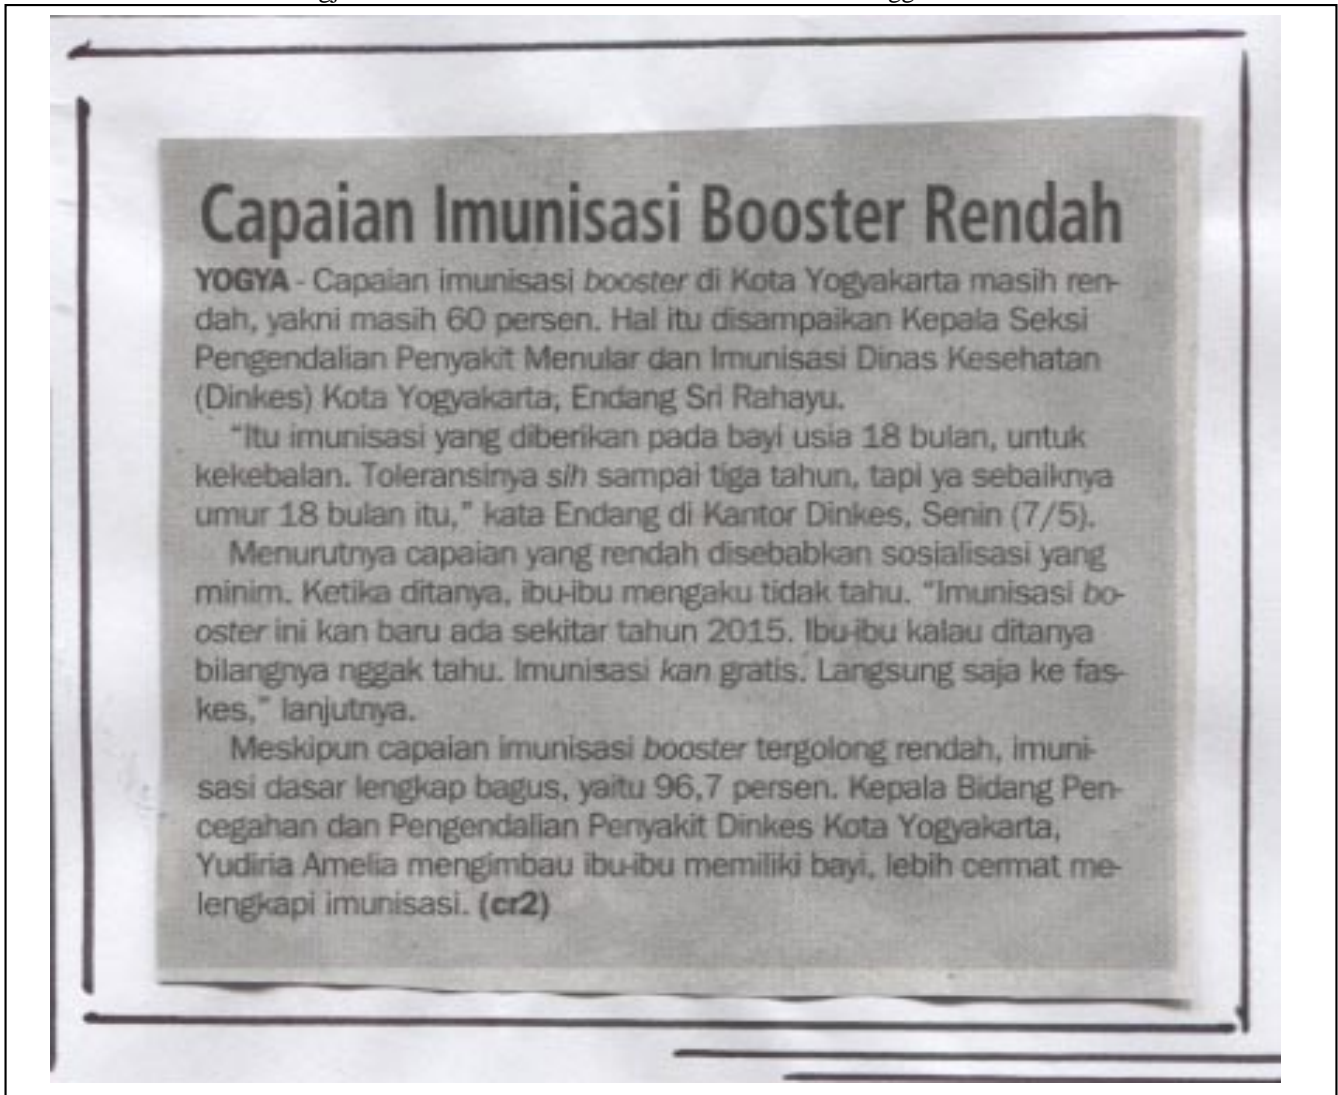 Capaian Imunisasi Booster Rendah
YOGYA - Capaian imunisasi booster di Kota Yogyakarta masih ren-
dah, yakni masih 60 persen. Hal itu disampaikan Kepala Seksi
Pengendalian Penyakit Menular dan Imunisasi Dinas Kesehatan
(Dinkes) Kota Yogyakarta, Endang Sri Rahayu.
"Itu imunisasi yang diberikan pada bayi usia 18 bulan, untuk
kekebalan. Toleransinya sih sampai tiga tahun, tapi ya sebaiknya
umur 18 bulan itu," kata Endang di Kantor Dinkes, Senin (7/5).
Menurutnya capaian yang rendah disebabkan sosialisasi yang
minim. Ketika ditanya, ibu-ibu mengaku tidak tahu. "Imunisasi bo-
oster ini kan baru ada sekitar tahun 2015. Ibu-ibu kalau ditanya
bilangnya nggak tahu. Imunisasi kan gratis. Langsung saja ke fas-
kes," lanjutnya.
Meskipun capaian imunisasi booster tergolong rendah, imuni-
sasi dasar lengkap bagus, yaitu 96,7 persen. Kepala Bidang Pen-
cegahan dan Pengendalian Penyakit Dinkes Kota Yogyakarta,
Yudiria Amelia mengimbau ibu-ibu memiliki bayi, lebih cermat me-
lengkapi imunisasi. (cr2)